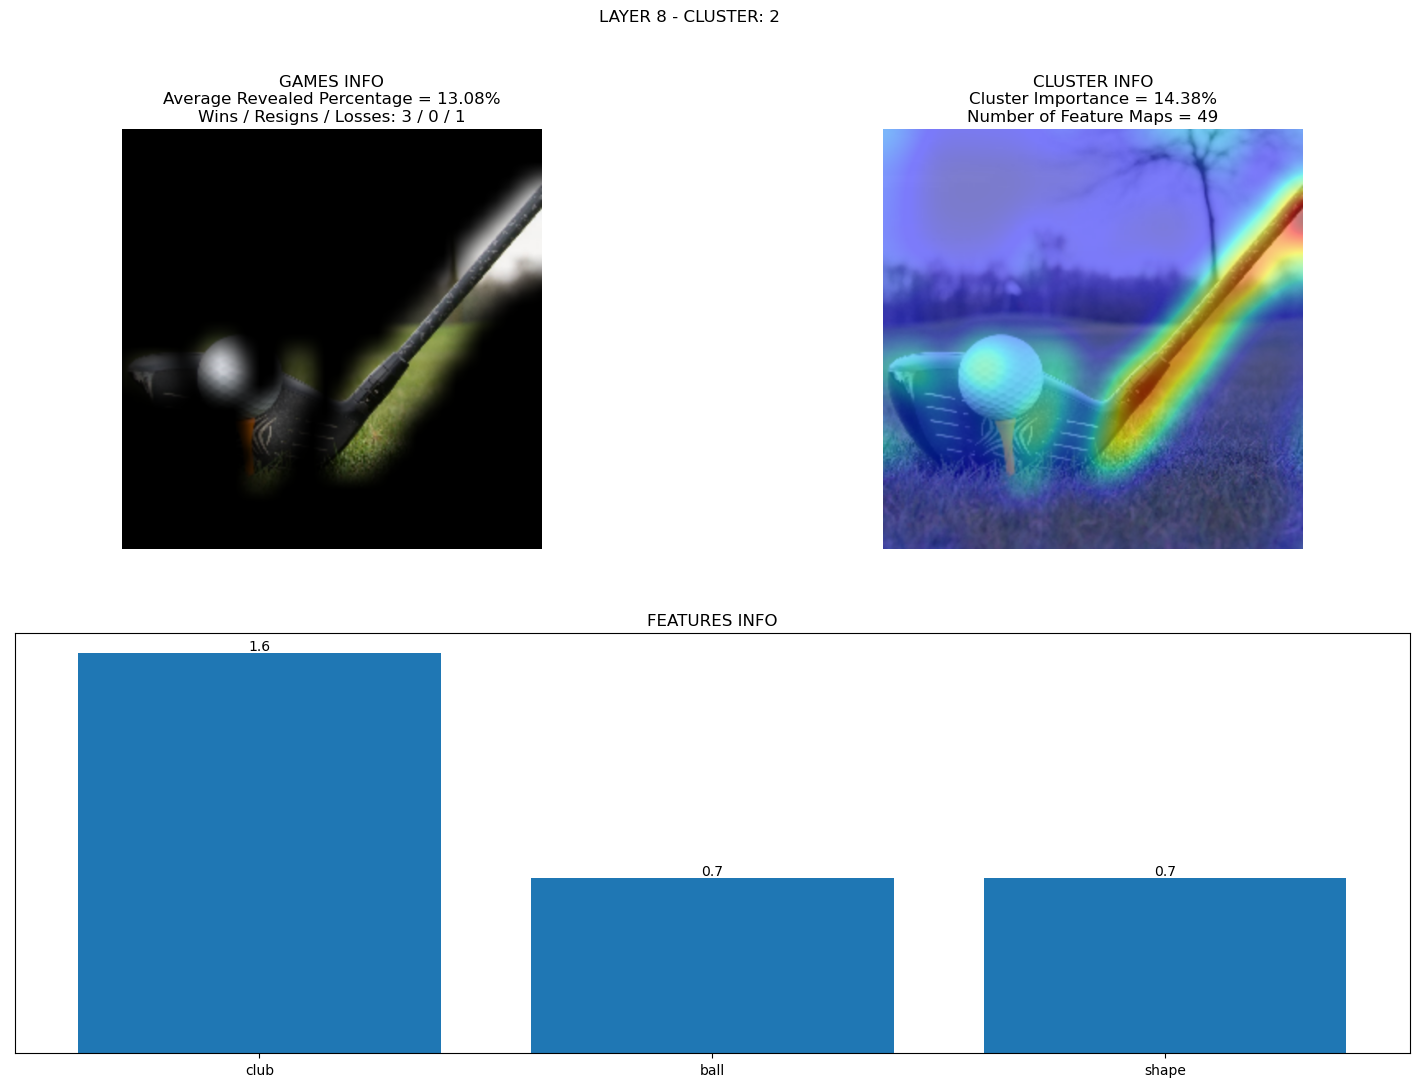 LAYER 8 - CLUSTER: 2
GAMES INFO
Average Revealed Percentage = 13.08%
Wins / Resigns / Losses: 3 / 0 / 1
CLUSTER INFO
Cluster Importance = 14.38%
Number of Feature Maps = 49
FEATURES INFO
1.6
0.7
0.7
club
ball
shape